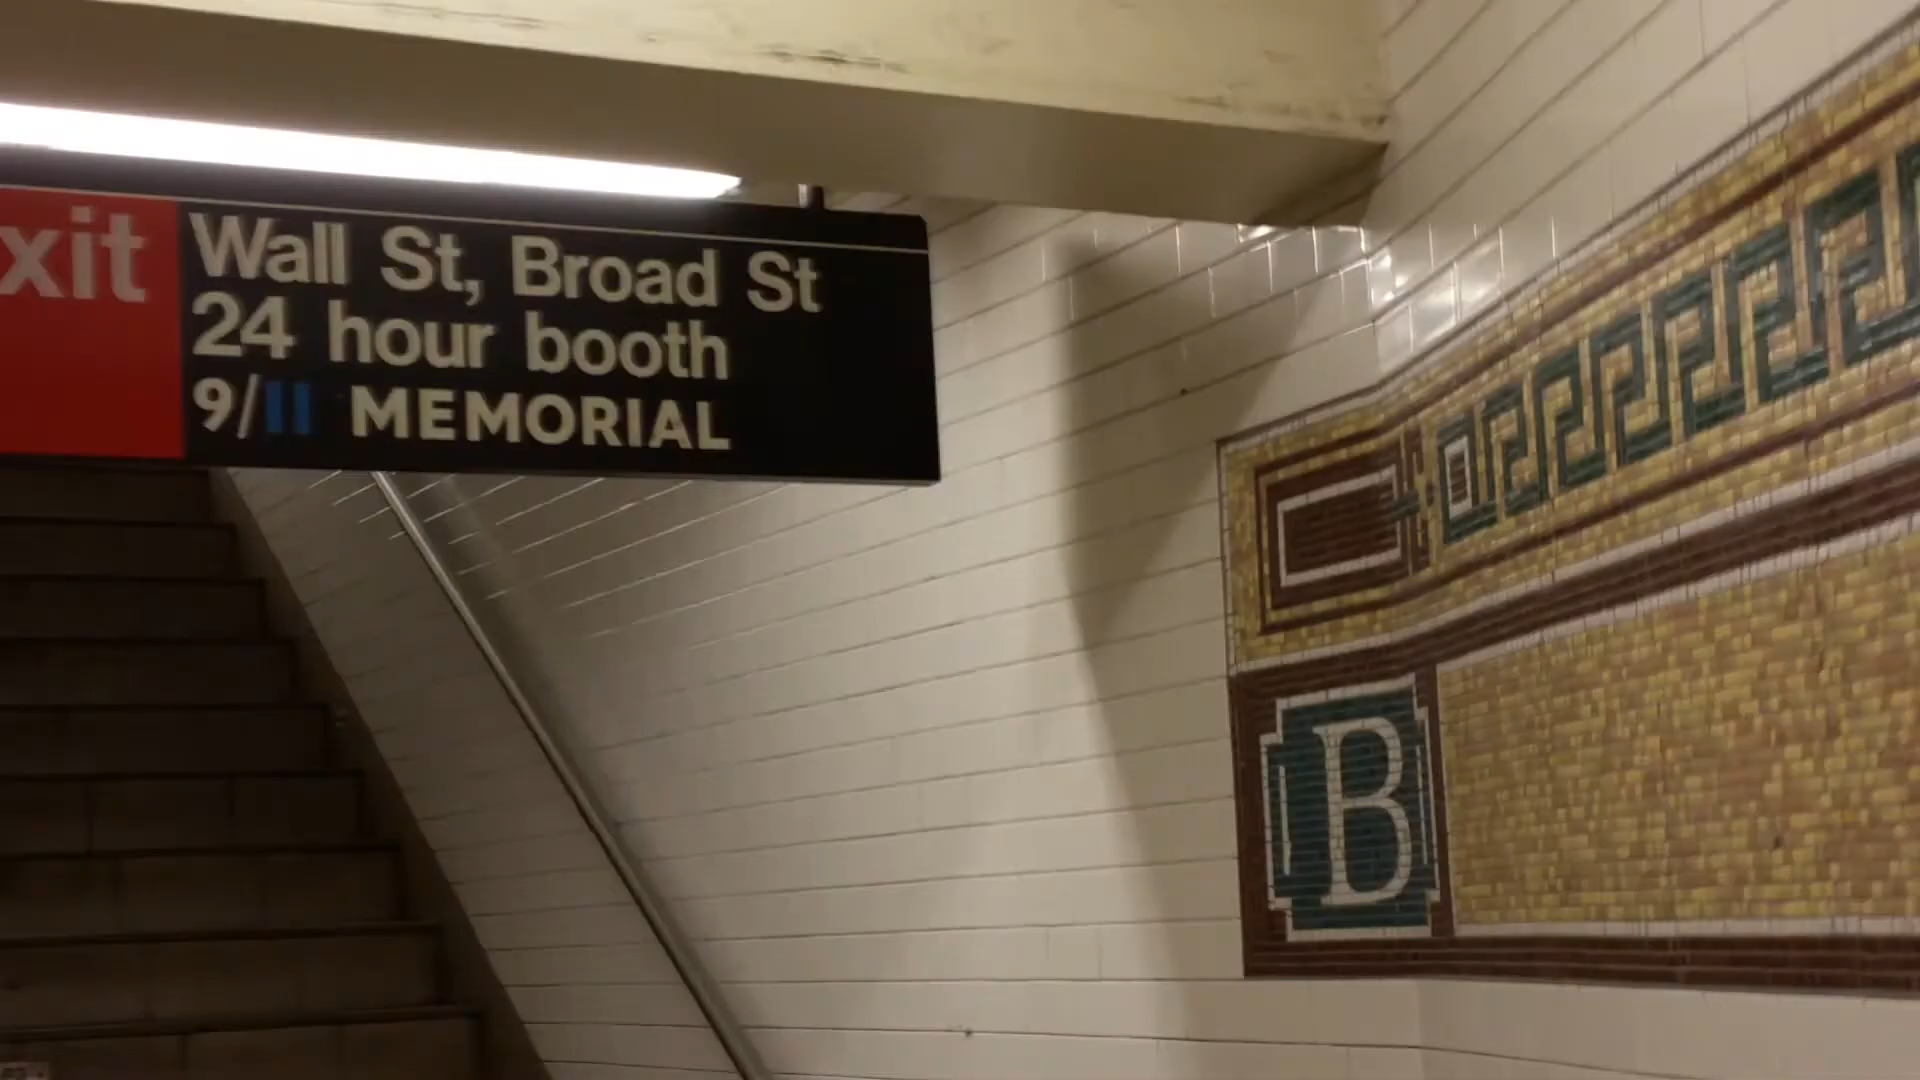 xit
Wall St, Broad St
24 hour booth
9/11 MEMORIAL
B